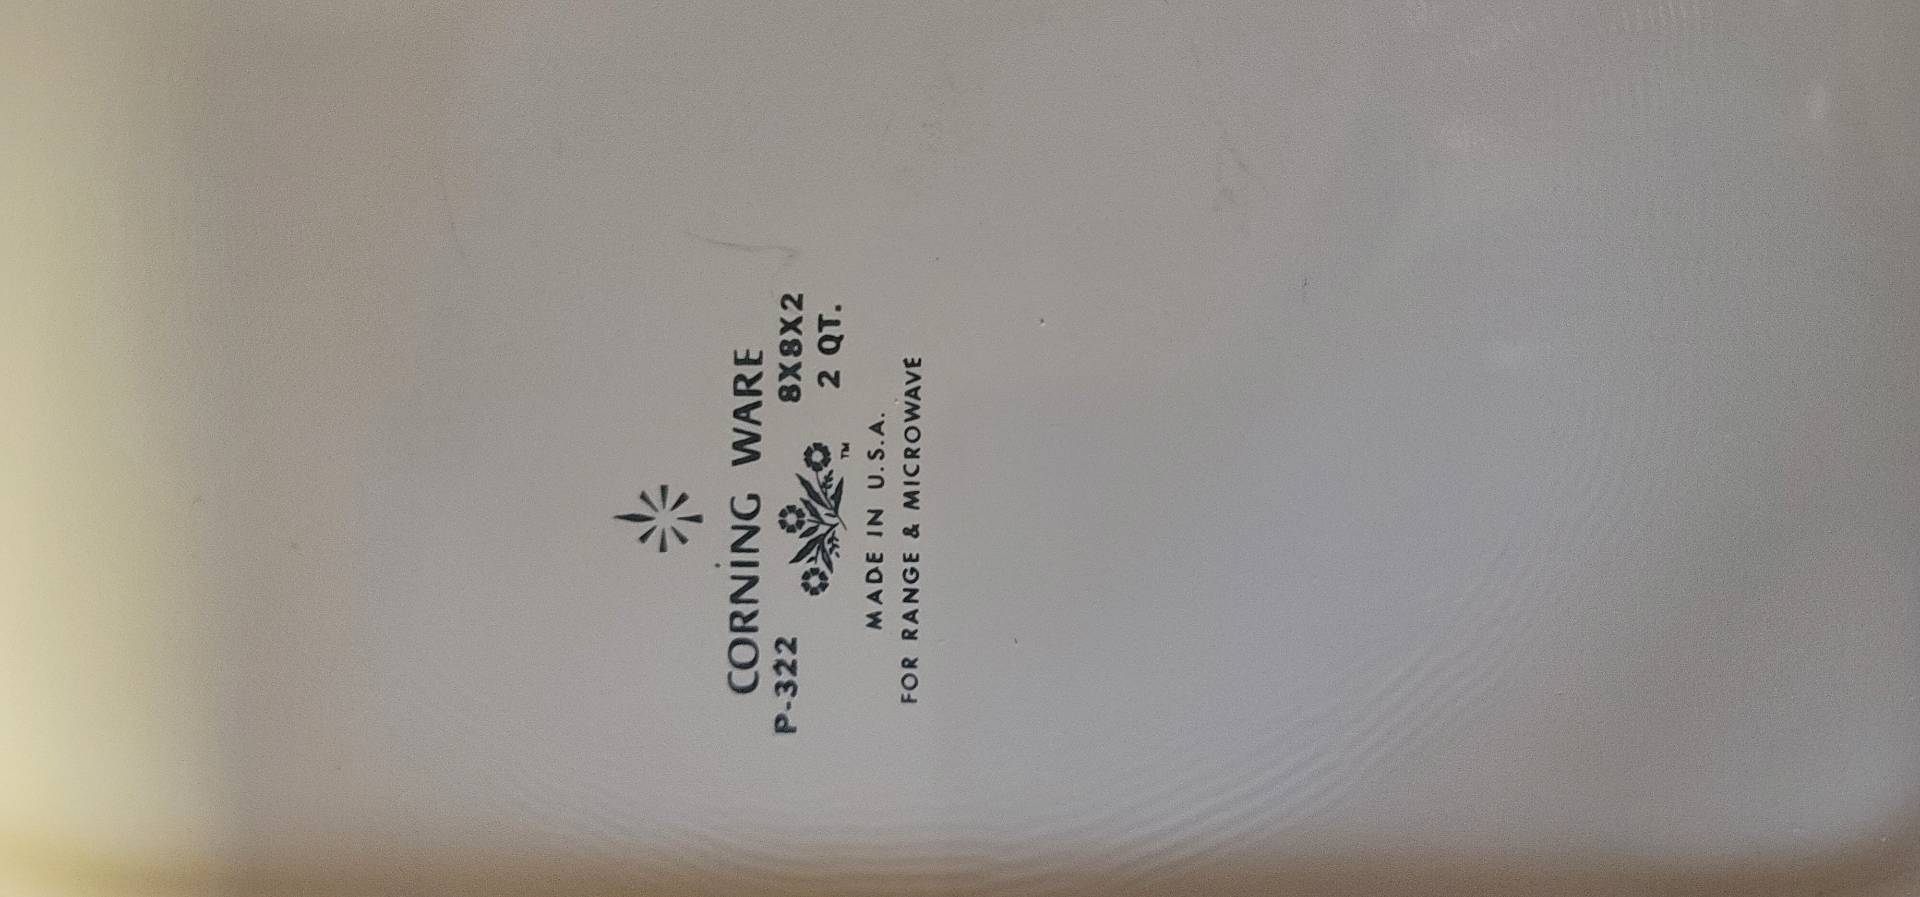 CORNING WARE
P-322 8X8X2
2 QT.
TM
MADE IN U.S.A.
FOR RANGE & MICROWAVE